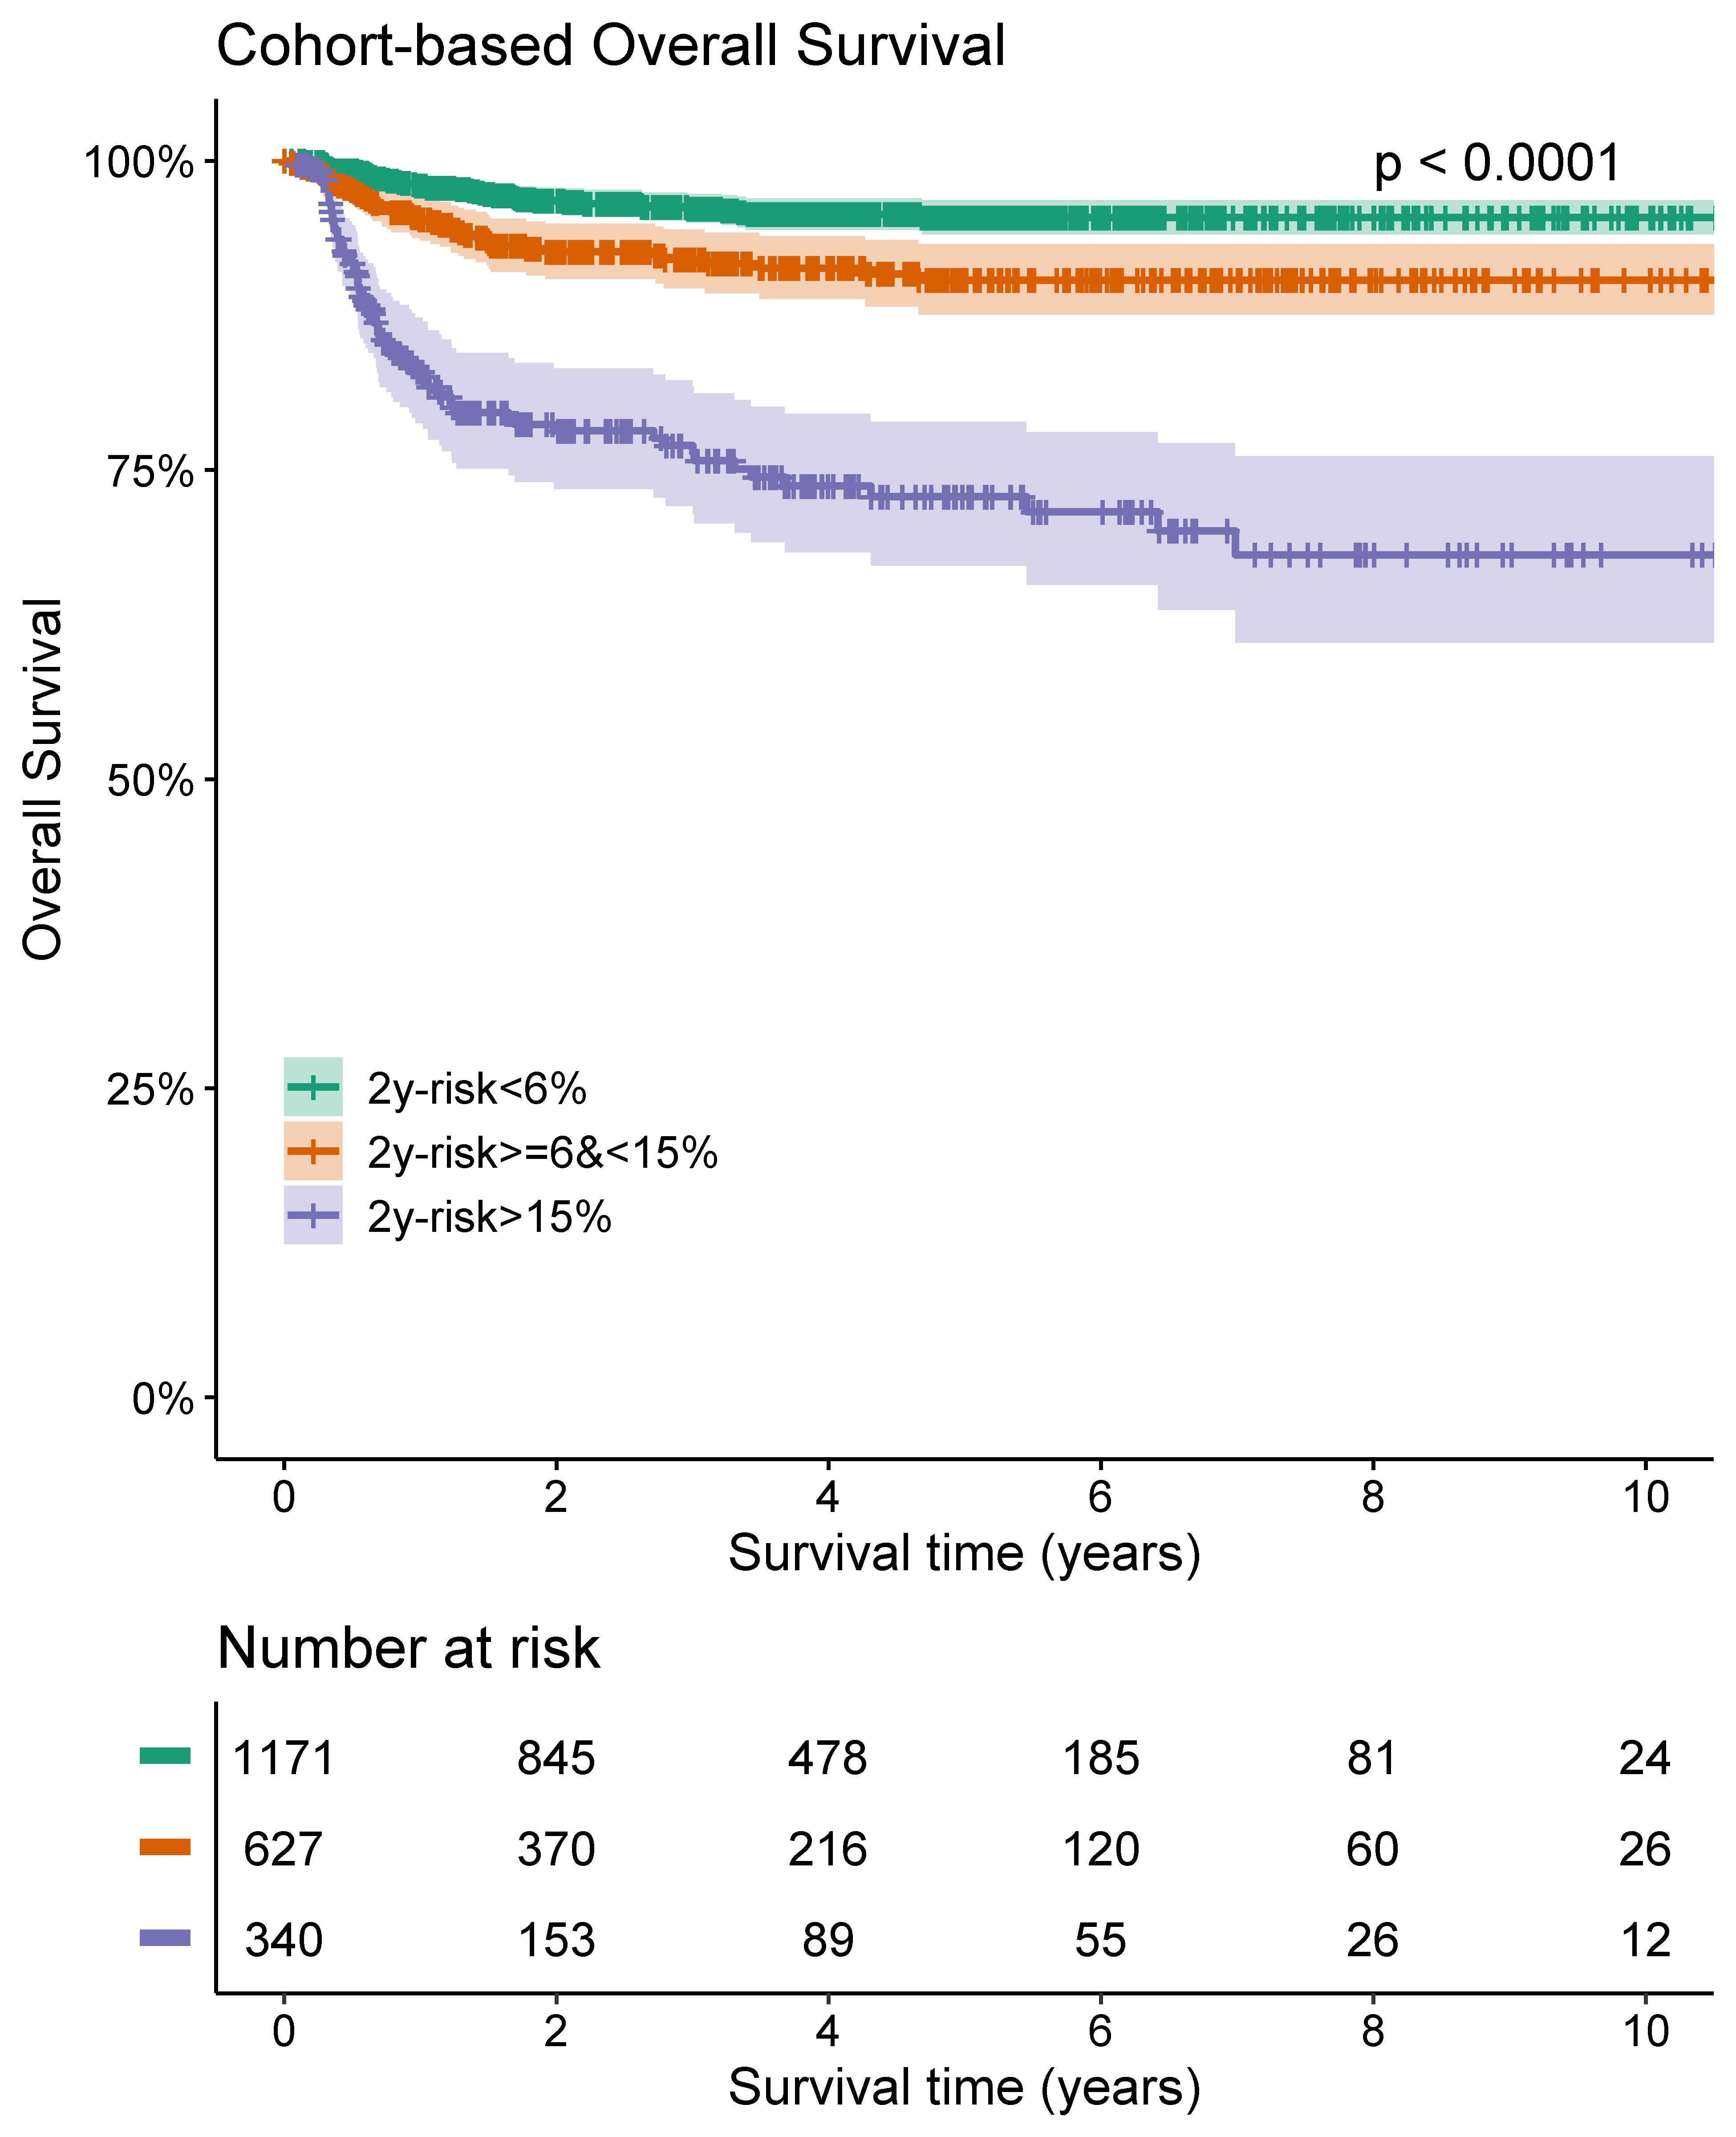 Cohort-based Overall Survival
p < 0.0001
100%
75%
50%
25%
0%
Overall Survival
2y-risk<6%
2y-risk>=6&<15%
2y-risk>15%
0 2 4 6 8 10
Survival time (years)
Number at risk
1171 845 478 185 81 24
627 370 216 120 60 26
340 153 89 55 26 12
0 2 4 6 8 10
Survival time (years)